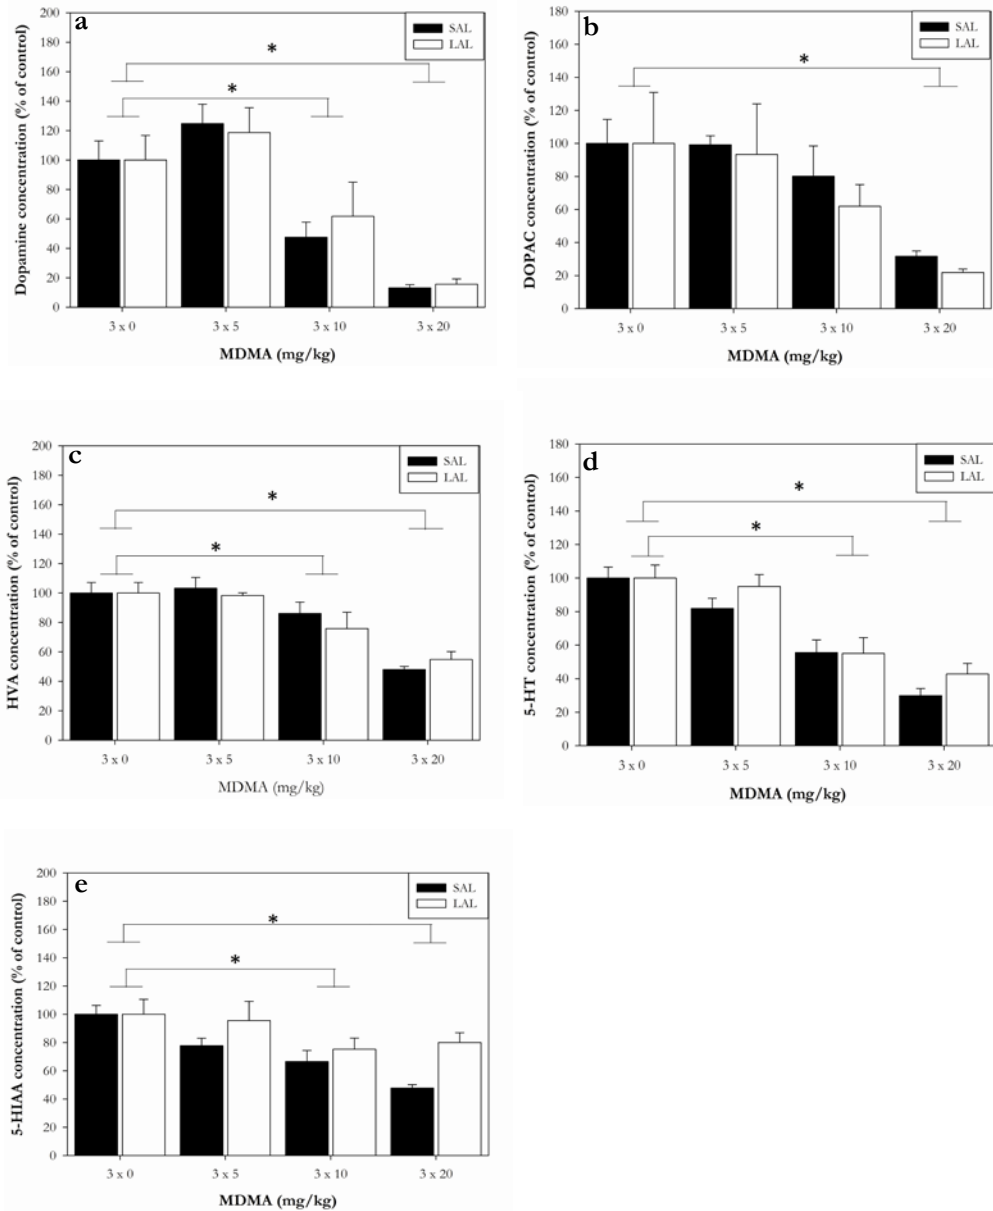 a
SAL
LAL
*
*
Dopamine concentration (% of control)
200
180
160
140
120
100
80
60
40
20
0
3 x 0 3 x 5 3 x 10 3 x 20
MDMA (mg/kg)
b
SAL
LAL
*
DOPAC concentration (% of control)
180
160
140
120
100
80
60
40
20
0
3 x 0 3 x 5 3 x 10 3 x 20
MDMA (mg/kg)
c
SAL
LAL
*
*
HVA concentration (% of control)
200
180
160
140
120
100
80
60
40
20
0
3 x 0 3 x 5 3 x 10 3 x 20
MDMA (mg/kg)
d
SAL
LAL
*
*
5-HT concentration (% of control)
180
160
140
120
100
80
60
40
20
0
3 x 0 3 x 5 3 x 10 3 x 20
MDMA (mg/kg)
e
SAL
LAL
*
*
5-HIAA concentration (% of control)
200
180
160
140
120
100
80
60
40
20
0
3 x 0 3 x 5 3 x 10 3 x 20
MDMA (mg/kg)